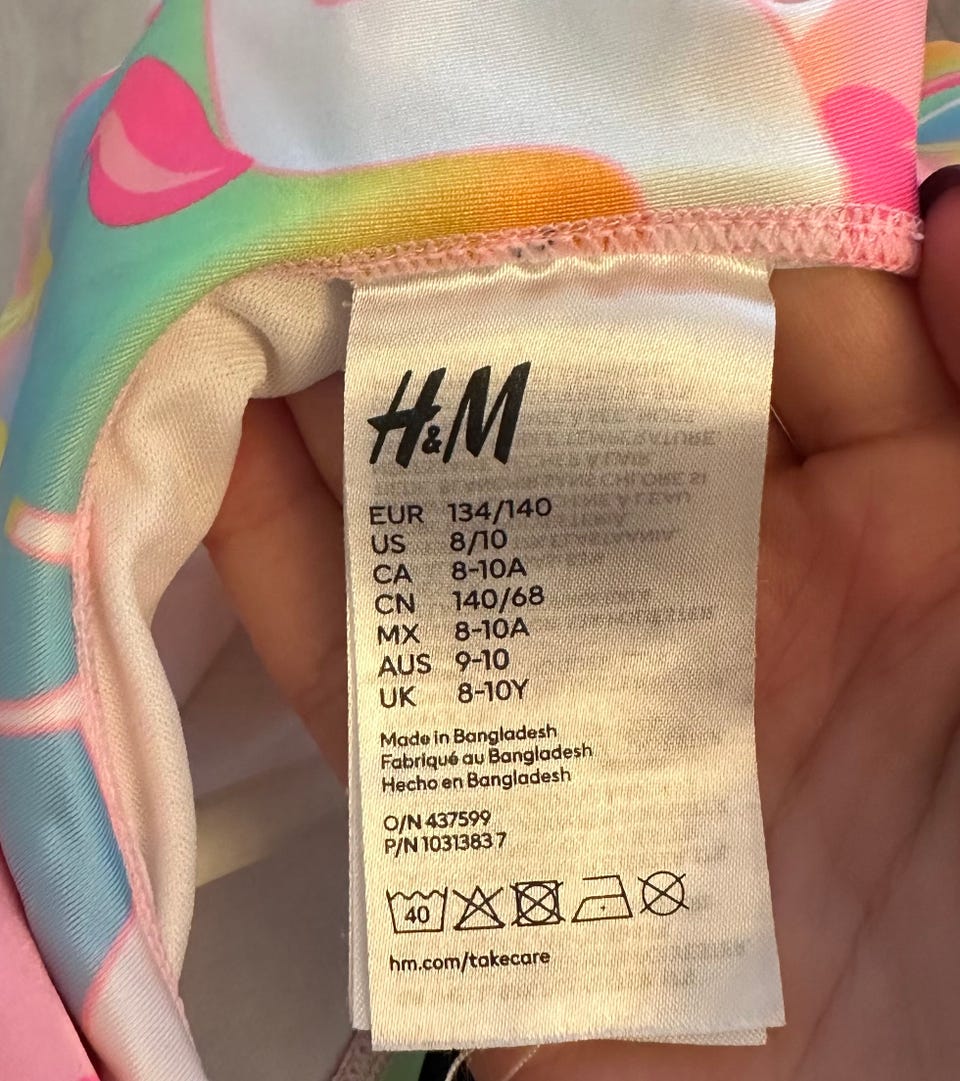 H&M
EUR 134/140
US 8/10
CA 8-10A
CN 140/68
MX 8-10A
AUS 9-10
UK 8-10Y
Made in Bangladesh
Fabriqué au Bangladesh
Hecho en Bangladesh
O/N 437599
P/N 1031383 7
40
hm.com/takecare